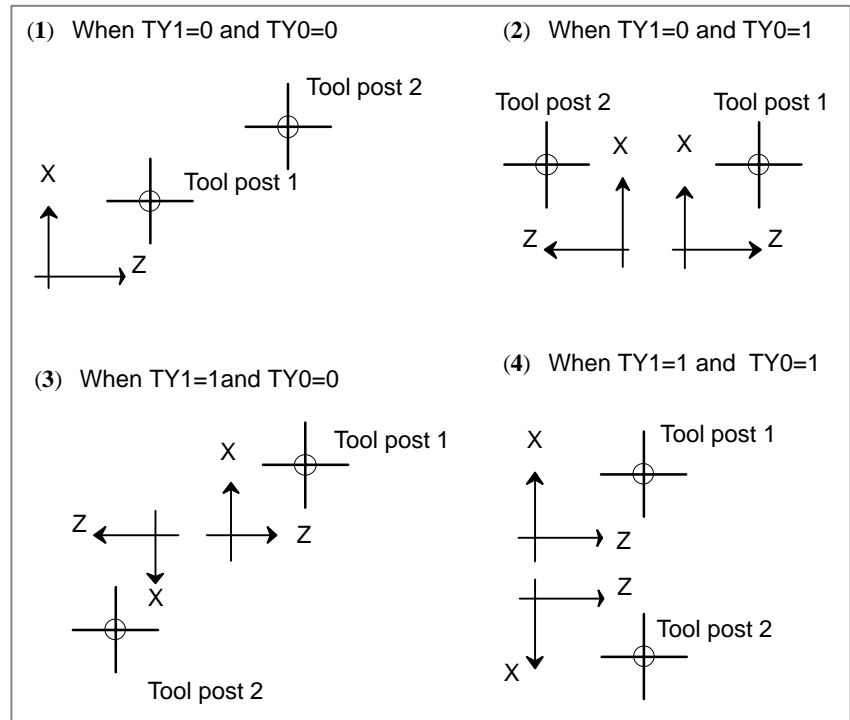 (1) When TY1=0 and TY0=0
Tool post 2
Tool post 1
X
Z
(2) When TY1=0 and TY0=1
Tool post 2
Tool post 1
X
X
Z
Z
(3) When TY1=1and TY0=0
Tool post 1
X
Z
Z
X
Tool post 2
(4) When TY1=1 and TY0=1
Tool post 1
X
Z
Z
Tool post 2
X